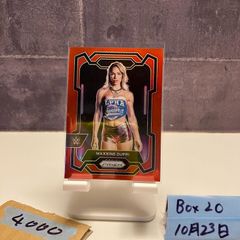 MAXXINE DUPRI
PRIZM
4000
Box 20
10月23日